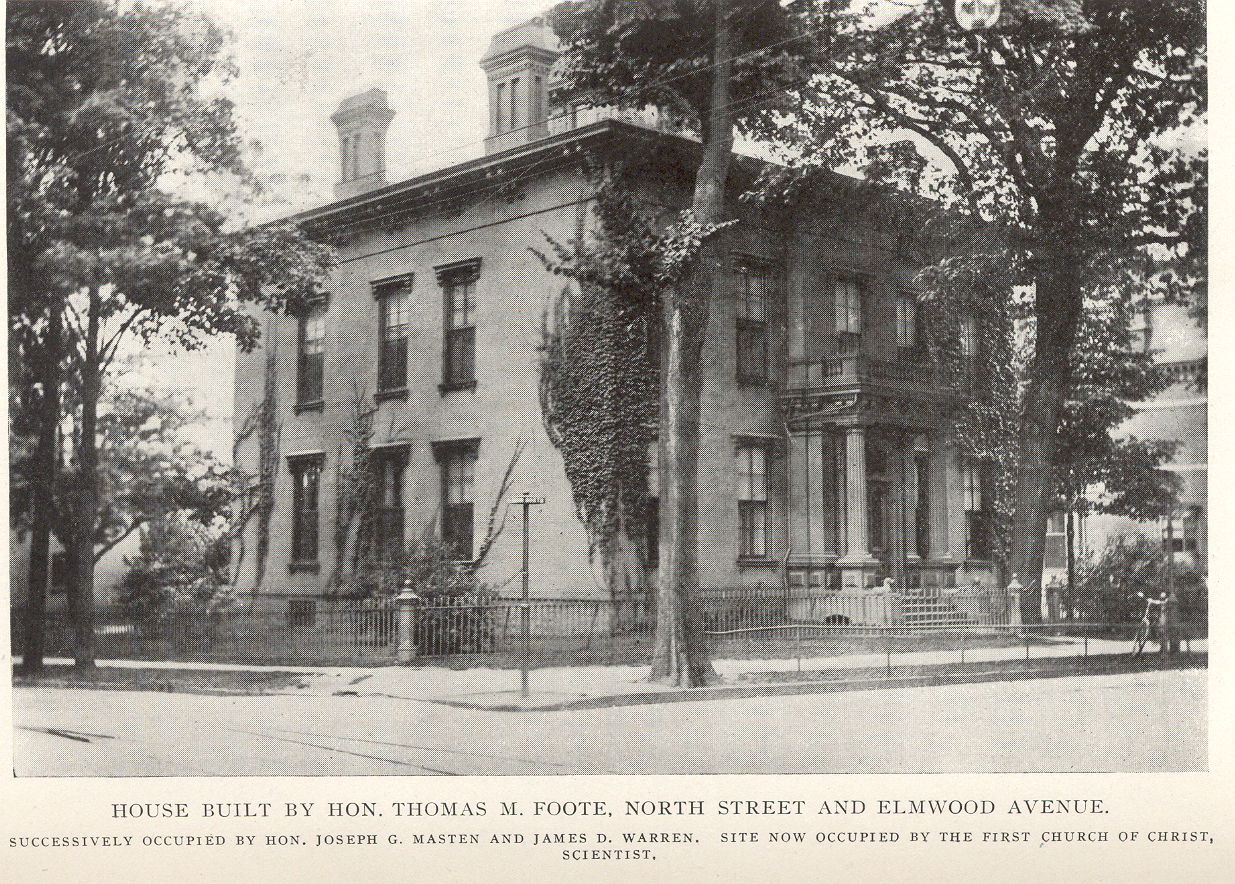 HOUSE BUILT BY HON. THOMAS M. FOOTE, NORTH STREET AND ELMWOOD AVENUE.
SUCCESSIVELY OCCUPIED BY HON. JOSEPH G. MASTEN AND JAMES D. WARREN. SITE NOW OCCUPIED BY THE FIRST CHURCH OF CHRIST,
SCIENTIST.